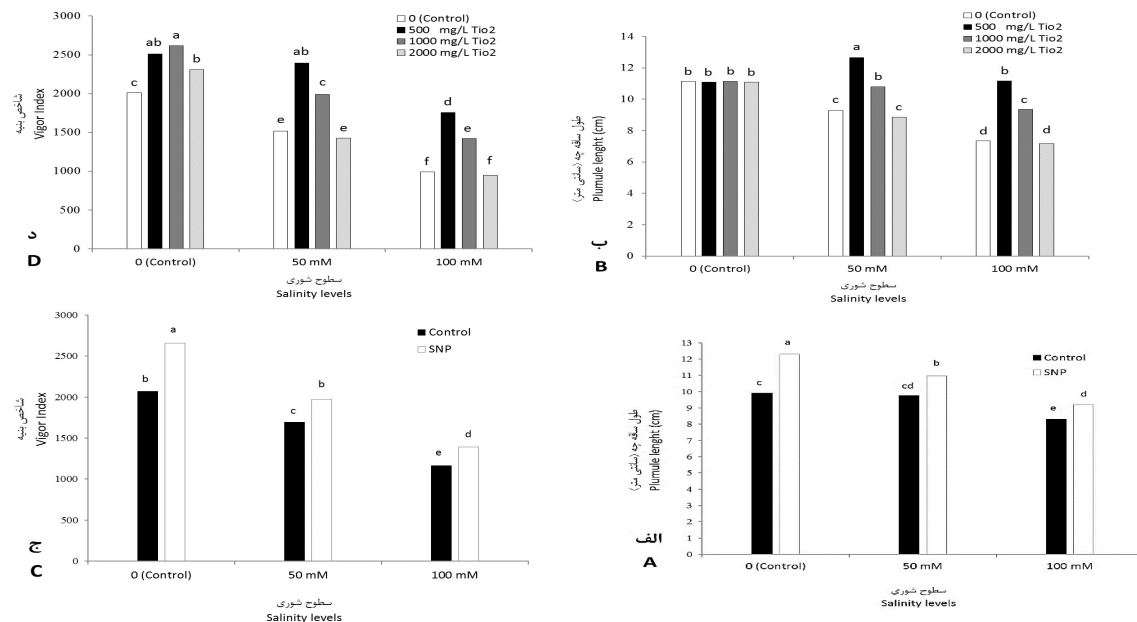 3000
2500
2000
1500
1000
500
0
شاخص بنیه
Vigor Index
0 (Control)
500 mg/L Tio2
1000 mg/L Tio2
2000 mg/L Tio2
c ab a b
e ab c e
f d e f
د
D
0 (Control) 50 mM 100 mM
سطوح شوری
Salinity levels
14
12
10
8
6
4
2
0
طول ساقه چه (سانتی متر)
Plumule lenght (cm)
0 (Control)
500 mg/L Tio2
1000 mg/L Tio2
2000 mg/L Tio2
b b b b
c a b c
d b c d
ب
B
0 (Control) 50 mM 100 mM
سطوح شوری
Salinity levels
3000
2500
2000
1500
1000
500
0
شاخص بنیه
Vigor Index
Control
SNP
b a
c b
e d
ج
C
0 (Control) 50 mM 100 mM
سطوح شوری
Salinity levels
13
12
11
10
9
8
7
6
5
4
3
2
1
0
طول ساقه چه (سانتی متر)
Plumule lenght (cm)
Control
SNP
c a
cd b
e d
الف
A
0 (Control) 50 mM 100 mM
سطوح شوری
Salinity levels